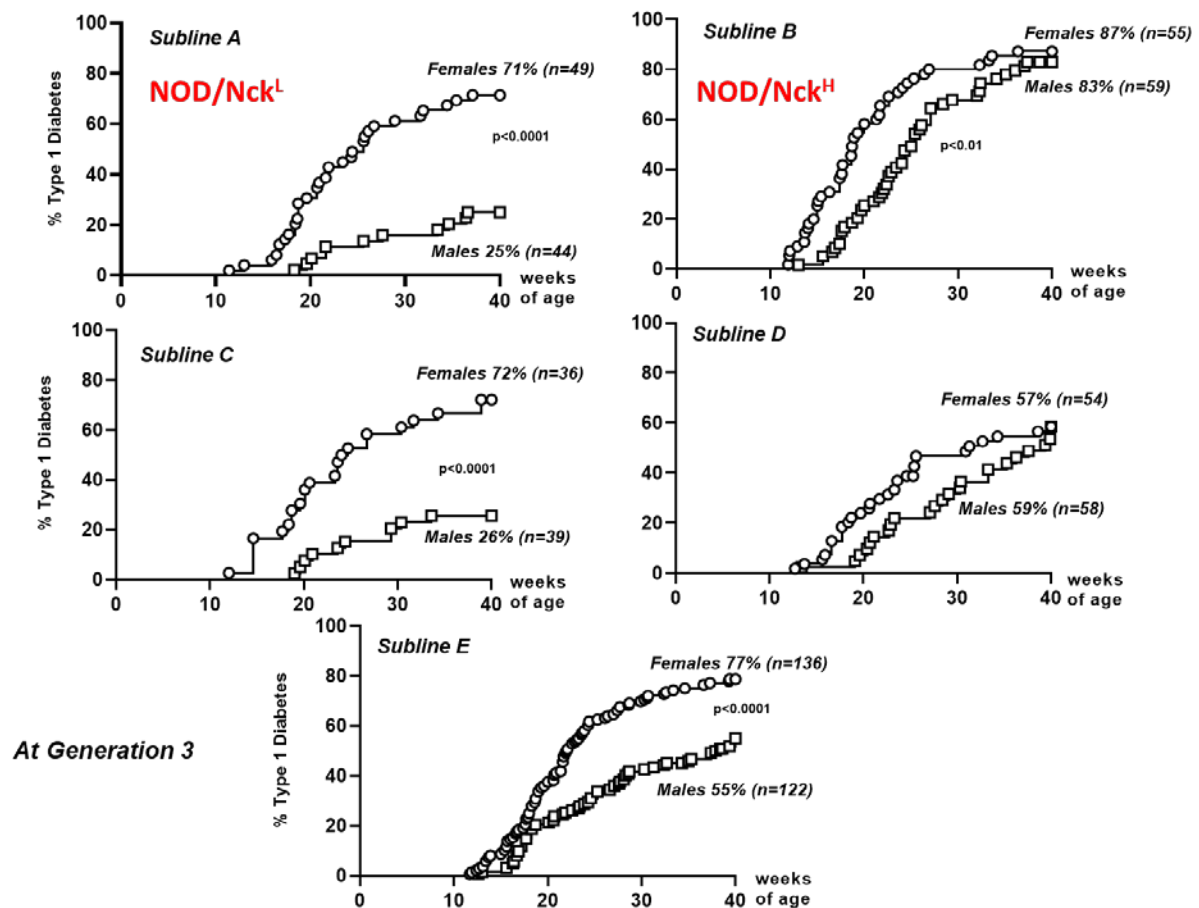 % Type 1 Diabetes
100
80
60
40
20
0
Subline A
NOD/Nck^L
Females 71% (n=49)
p<0.0001
Males 25% (n=44)
0 10 20 30 40
weeks
of age
100
80
60
40
20
0
Subline B
NOD/Nck^H
Females 87% (n=55)
Males 83% (n=59)
p<0.01
0 10 20 30 40
weeks
of age
% Type 1 Diabetes
100
80
60
40
20
0
Subline C
Females 72% (n=36)
p<0.0001
Males 26% (n=39)
0 10 20 30 40
weeks
of age
100
80
60
40
20
0
Subline D
Females 57% (n=54)
Males 59% (n=58)
0 10 20 30 40
weeks
of age
At Generation 3
% Type 1 Diabetes
100
80
60
40
20
0
Subline E
Females 77% (n=136)
p<0.0001
Males 55% (n=122)
0 10 20 30 40
weeks
of age